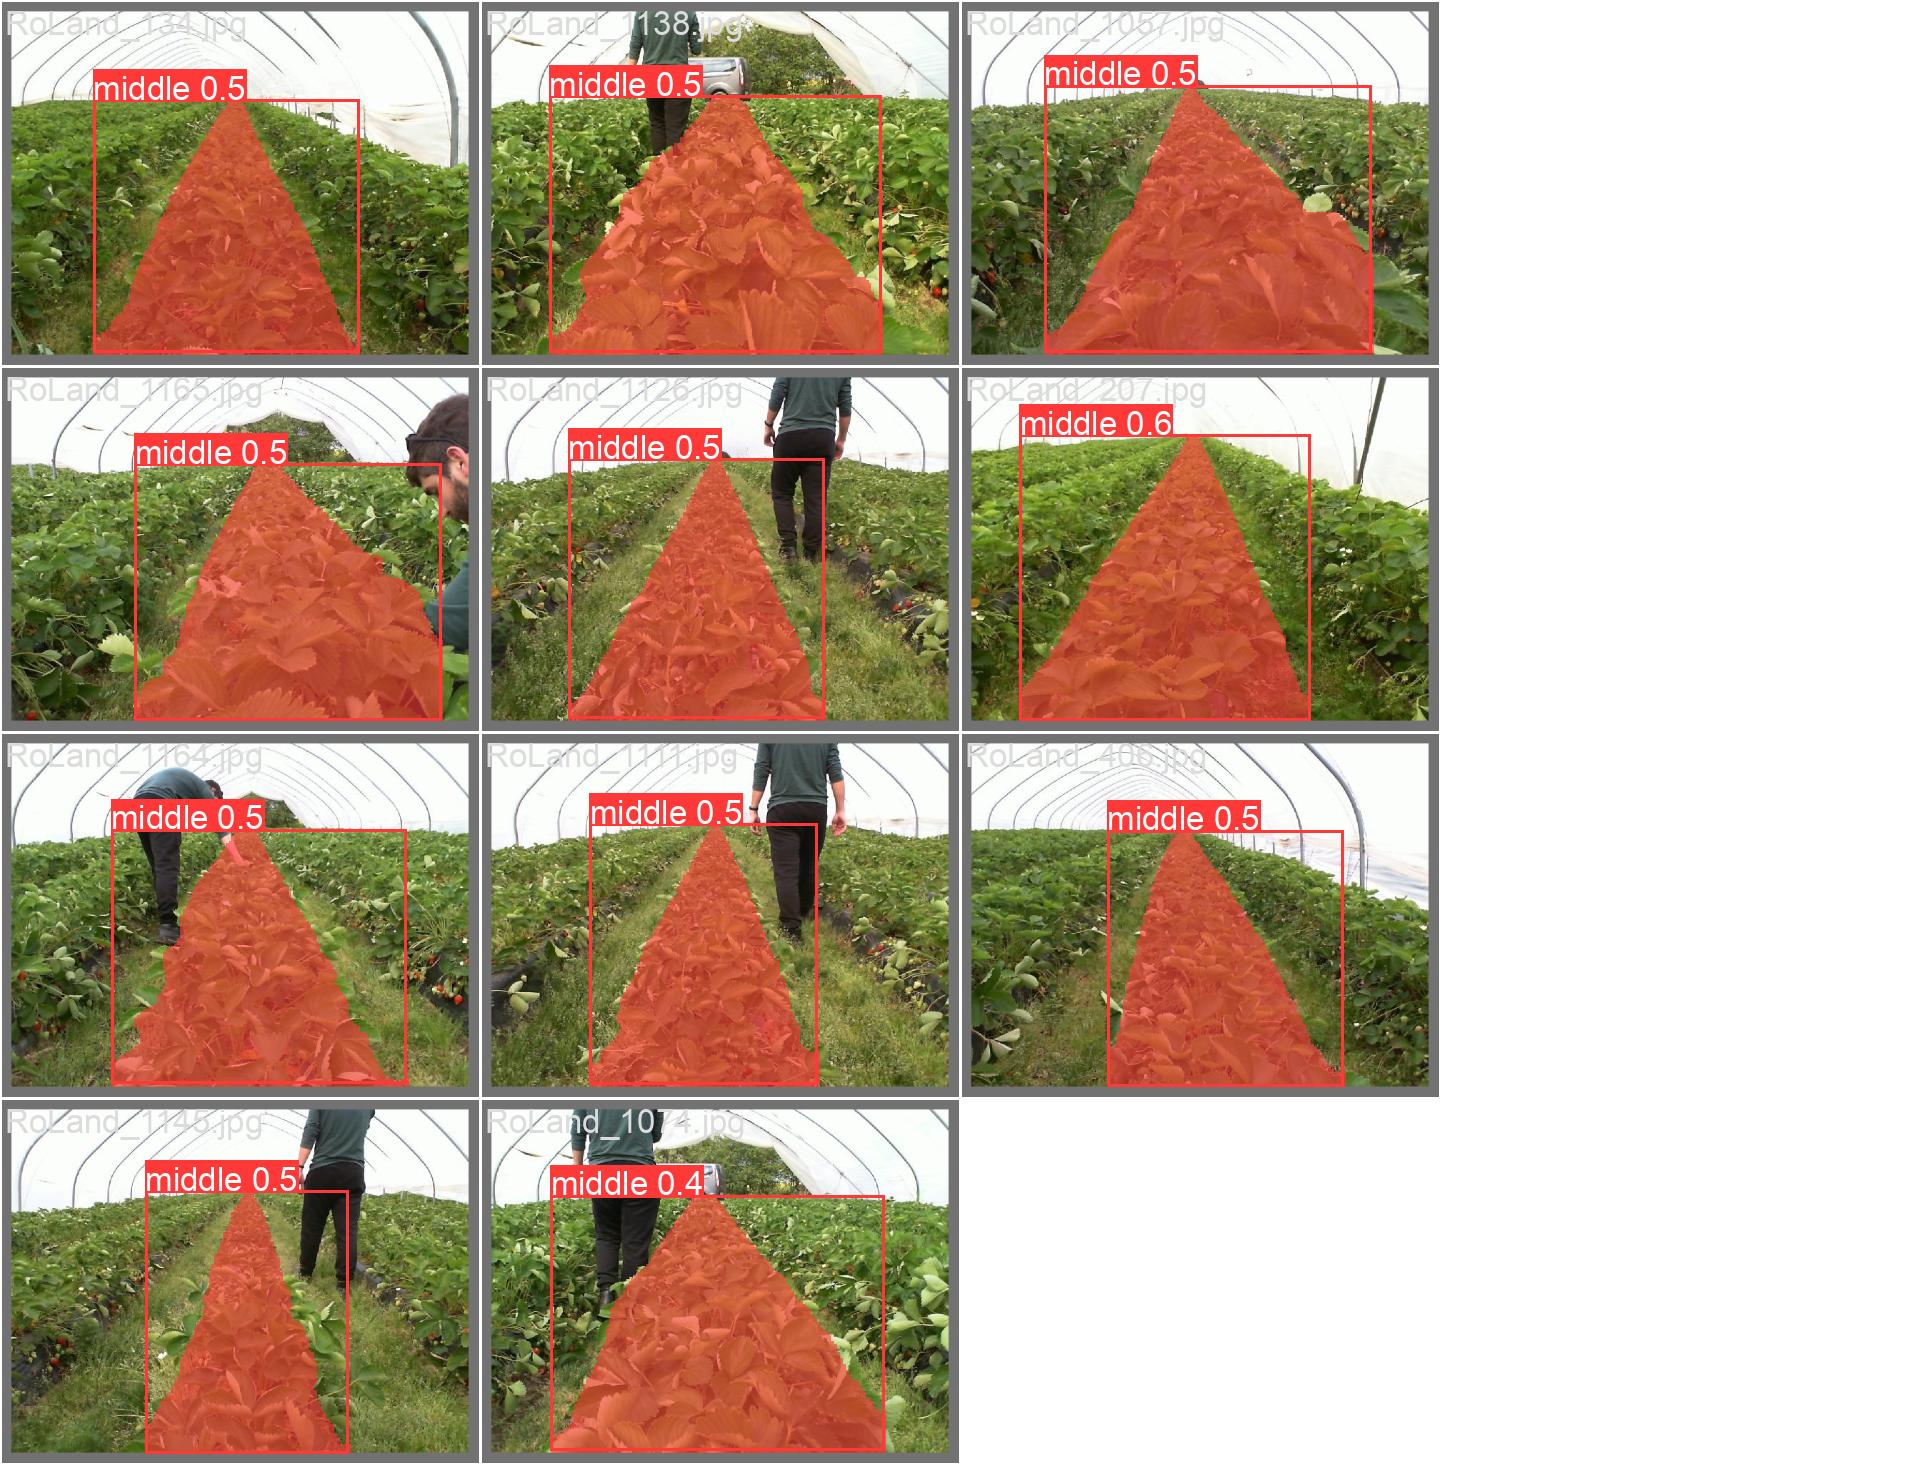 RoLand_134.jpg
middle 0.5
RoLand_1138.jpg
middle 0.5
RoLand_1057.jpg
middle 0.5
RoLand_1165.jpg
middle 0.5
RoLand_1126.jpg
middle 0.5
RoLand_207.jpg
middle 0.6
RoLand_1164.jpg
middle 0.5
RoLand_1111.jpg
middle 0.5
RoLand_406.jpg
middle 0.5
RoLand_1145.jpg
middle 0.5
RoLand_1074.jpg
middle 0.4